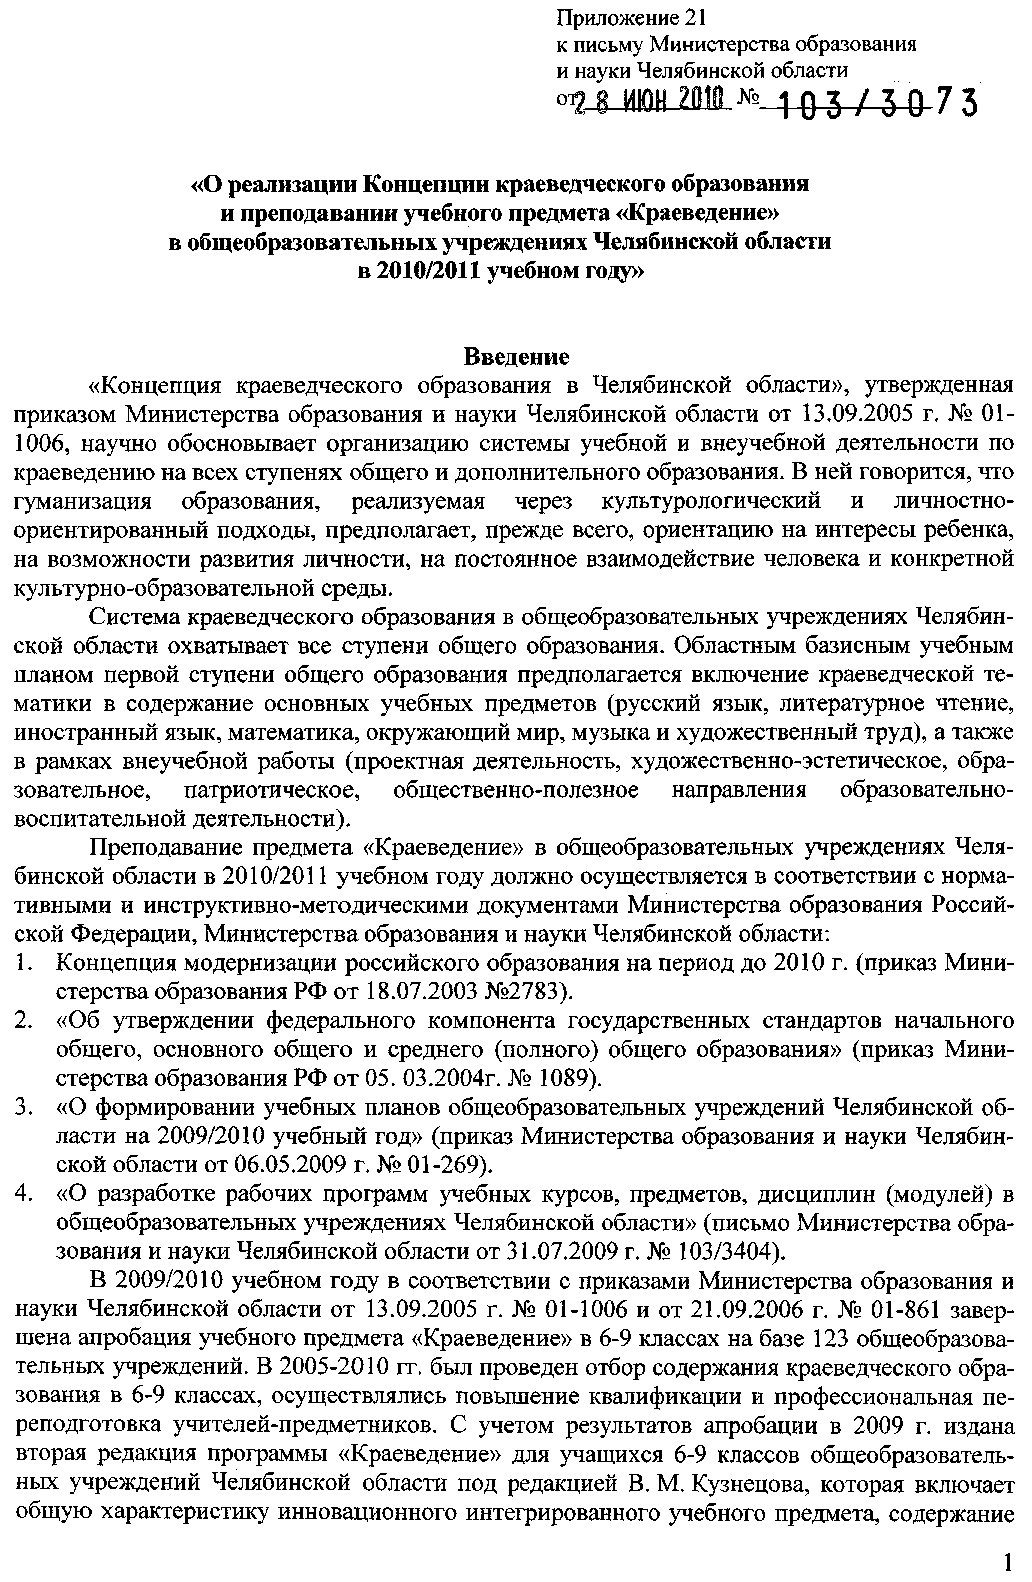 Приложение 21
к письму Министерства образования
и науки Челябинской области
от 28 ИЮН 2010 № 103/3073
«О реализации Концепции краеведческого образования
и преподавании учебного предмета «Краеведение»
в общеобразовательных учреждениях Челябинской области
в 2010/2011 учебном году»
Введение
«Концепция краеведческого образования в Челябинской области», утвержденная
приказом Министерства образования и науки Челябинской области от 13.09.2005 г. № 01-
1006, научно обосновывает организацию системы учебной и внеучебной деятельности по
краеведению на всех ступенях общего и дополнительного образования. В ней говорится, что
гуманизация образования, реализуемая через культурологический и личностно-
ориентированный подходы, предполагает, прежде всего, ориентацию на интересы ребенка,
на возможности развития личности, на постоянное взаимодействие человека и конкретной
культурно-образовательной среды.
Система краеведческого образования в общеобразовательных учреждениях Челябин-
ской области охватывает все ступени общего образования. Областным базисным учебным
планом первой ступени общего образования предполагается включение краеведческой те-
матики в содержание основных учебных предметов (русский язык, литературное чтение,
иностранный язык, математика, окружающий мир, музыка и художественный труд), а также
в рамках внеучебной работы (проектная деятельность, художественно-эстетическое, обра-
зовательное, патриотическое, общественно-полезное направления образовательно-
воспитательной деятельности).
Преподавание предмета «Краеведение» в общеобразовательных учреждениях Челя-
бинской области в 2010/2011 учебном году должно осуществляется в соответствии с норма-
тивными и инструктивно-методическими документами Министерства образования Россий-
ской Федерации, Министерства образования и науки Челябинской области:
1. Концепция модернизации российского образования на период до 2010 г. (приказ Мини-
стерства образования РФ от 18.07.2003 №2783).
2. «Об утверждении федерального компонента государственных стандартов начального
общего, основного общего и среднего (полного) общего образования» (приказ Мини-
стерства образования РФ от 05. 03.2004г. № 1089).
3. «О формировании учебных планов общеобразовательных учреждений Челябинской об-
ласти на 2009/2010 учебный год» (приказ Министерства образования и науки Челябин-
ской области от 06.05.2009 г. № 01-269).
4. «О разработке рабочих программ учебных курсов, предметов, дисциплин (модулей) в
общеобразовательных учреждениях Челябинской области» (письмо Министерства обра-
зования и науки Челябинской области от 31.07.2009 г. № 103/3404).
В 2009/2010 учебном году в соответствии с приказами Министерства образования и
науки Челябинской области от 13.09.2005 г. № 01-1006 и от 21.09.2006 г. № 01-861 завер-
шена апробация учебного предмета «Краеведение» в 6-9 классах на базе 123 общеобразова-
тельных учреждений. В 2005-2010 гг. был проведен отбор содержания краеведческого обра-
зования в 6-9 классах, осуществлялись повышение квалификации и профессиональная пе-
реподготовка учителей-предметников. С учетом результатов апробации в 2009 г. издана
вторая редакция программы «Краеведение» для учащихся 6-9 классов общеобразователь-
ных учреждений Челябинской области под редакцией В. М. Кузнецова, которая включает
общую характеристику инновационного интегрированного учебного предмета, содержание
1